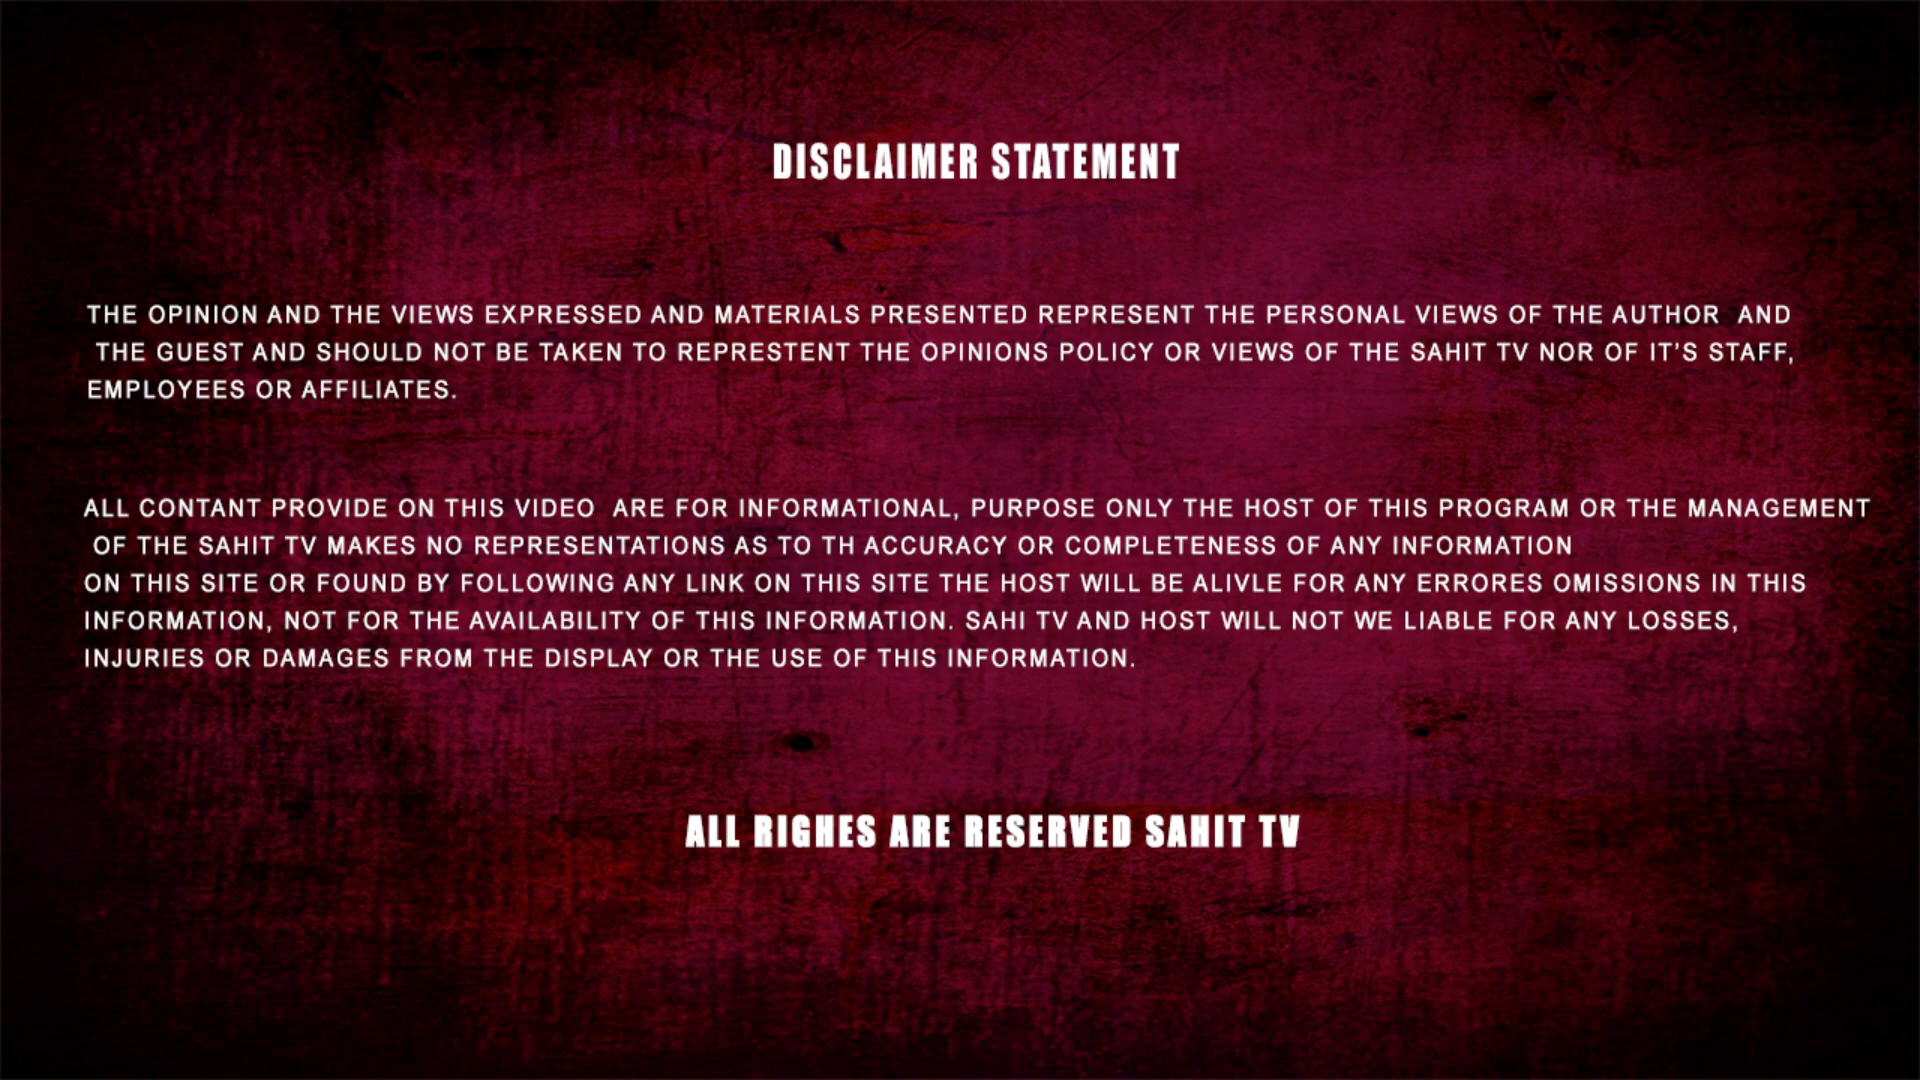 DISCLAIMER STATEMENT
THE OPINION AND THE VIEWS EXPRESSED AND MATERIALS PRESENTED REPRESENT THE PERSONAL VIEWS OF THE AUTHOR AND
THE GUEST AND SHOULD NOT BE TAKEN TO REPRESTENT THE OPINIONS POLICY OR VIEWS OF THE SAHIT TV NOR OF IT'S STAFF,
EMPLOYEES OR AFFILIATES.
ALL CONTANT PROVIDE ON THIS VIDEO ARE FOR INFORMATIONAL, PURPOSE ONLY THE HOST OF THIS PROGRAM OR THE MANAGEMENT
OF THE SAHIT TV MAKES NO REPRESENTATIONS AS TO TH ACCURACY OR COMPLETENESS OF ANY INFORMATION
ON THIS SITE OR FOUND BY FOLLOWING ANY LINK ON THIS SITE THE HOST WILL BE ALIVLE FOR ANY ERRORES OMISSIONS IN THIS
INFORMATION, NOT FOR THE AVAILABILITY OF THIS INFORMATION. SAHI TV AND HOST WILL NOT WE LIABLE FOR ANY LOSSES,
INJURIES OR DAMAGES FROM THE DISPLAY OR THE USE OF THIS INFORMATION.
ALL RIGHES ARE RESERVED SAHIT TV